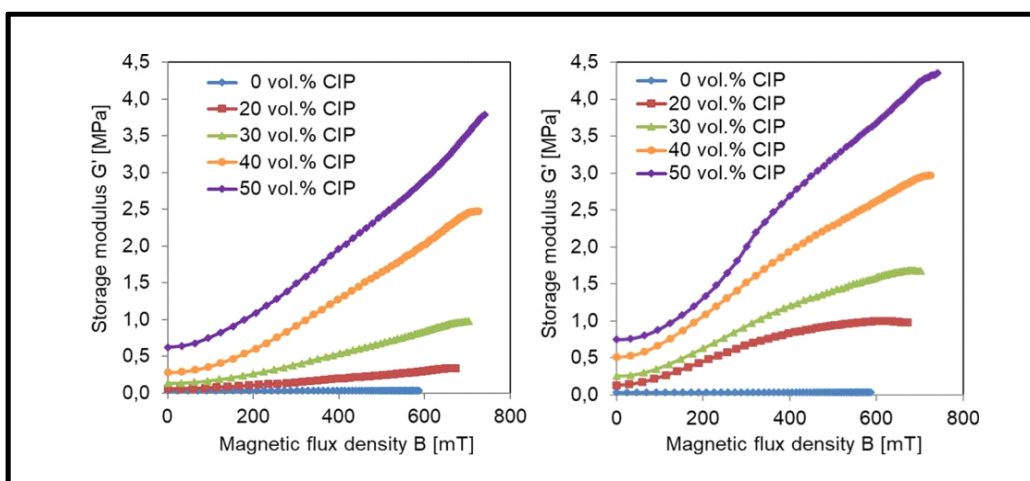 4,5
4,0
3,5
3,0
2,5
2,0
1,5
1,0
0,5
0,0
Storage modulus G' [MPa]
0 vol.% CIP
20 vol.% CIP
30 vol.% CIP
40 vol.% CIP
50 vol.% CIP
0 200 400 600 800
Magnetic flux density B [mT]
4,5
4,0
3,5
3,0
2,5
2,0
1,5
1,0
0,5
0,0
Storage modulus G' [MPa]
0 vol.% CIP
20 vol.% CIP
30 vol.% CIP
40 vol.% CIP
50 vol.% CIP
0 200 400 600 800
Magnetic flux density B [mT]